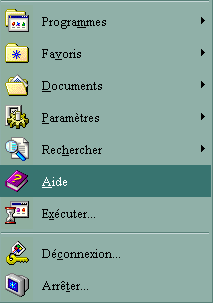 Programmes
Favoris
Documents
Paramètres
Rechercher
Aide
Exécuter...
Déconnexion...
Arrêter...